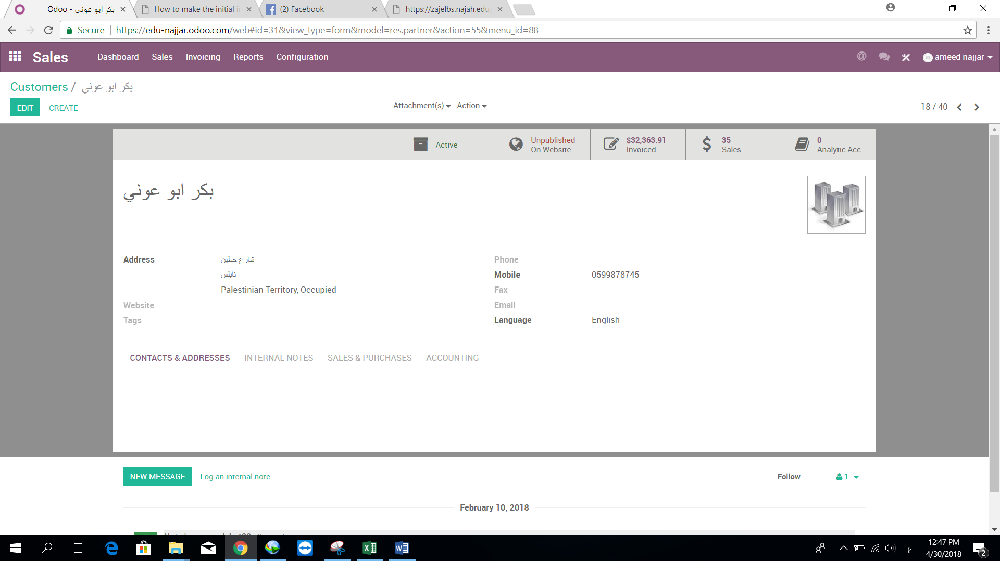 Odoo - بكر ابو عوني
How to make the initial i
(2) Facebook
https://zajelbs.najah.edu/
Secure
https://edu-najjar.odoo.com/web#id=31&view_type=form&model=res.partner&action=55&menu_id=88
Sales
Dashboard
Sales
Invoicing
Reports
Configuration
ameed najjar
Customers / بكر ابو عوني
EDIT
CREATE
Attachment(s)
Action
18 / 40
Active
Unpublished
On Website
$32,363.91
Invoiced
35
Sales
0
Analytic Acc...
بكر ابو عوني
Address
شارع حطين
نابلس
Palestinian Territory, Occupied
Website
Tags
Phone
Mobile 0599878745
Fax
Email
Language English
CONTACTS & ADDRESSES
INTERNAL NOTES
SALES & PURCHASES
ACCOUNTING
NEW MESSAGE
Log an internal note
Follow
1
February 10, 2018
ع
12:47 PM
4/30/2018
2